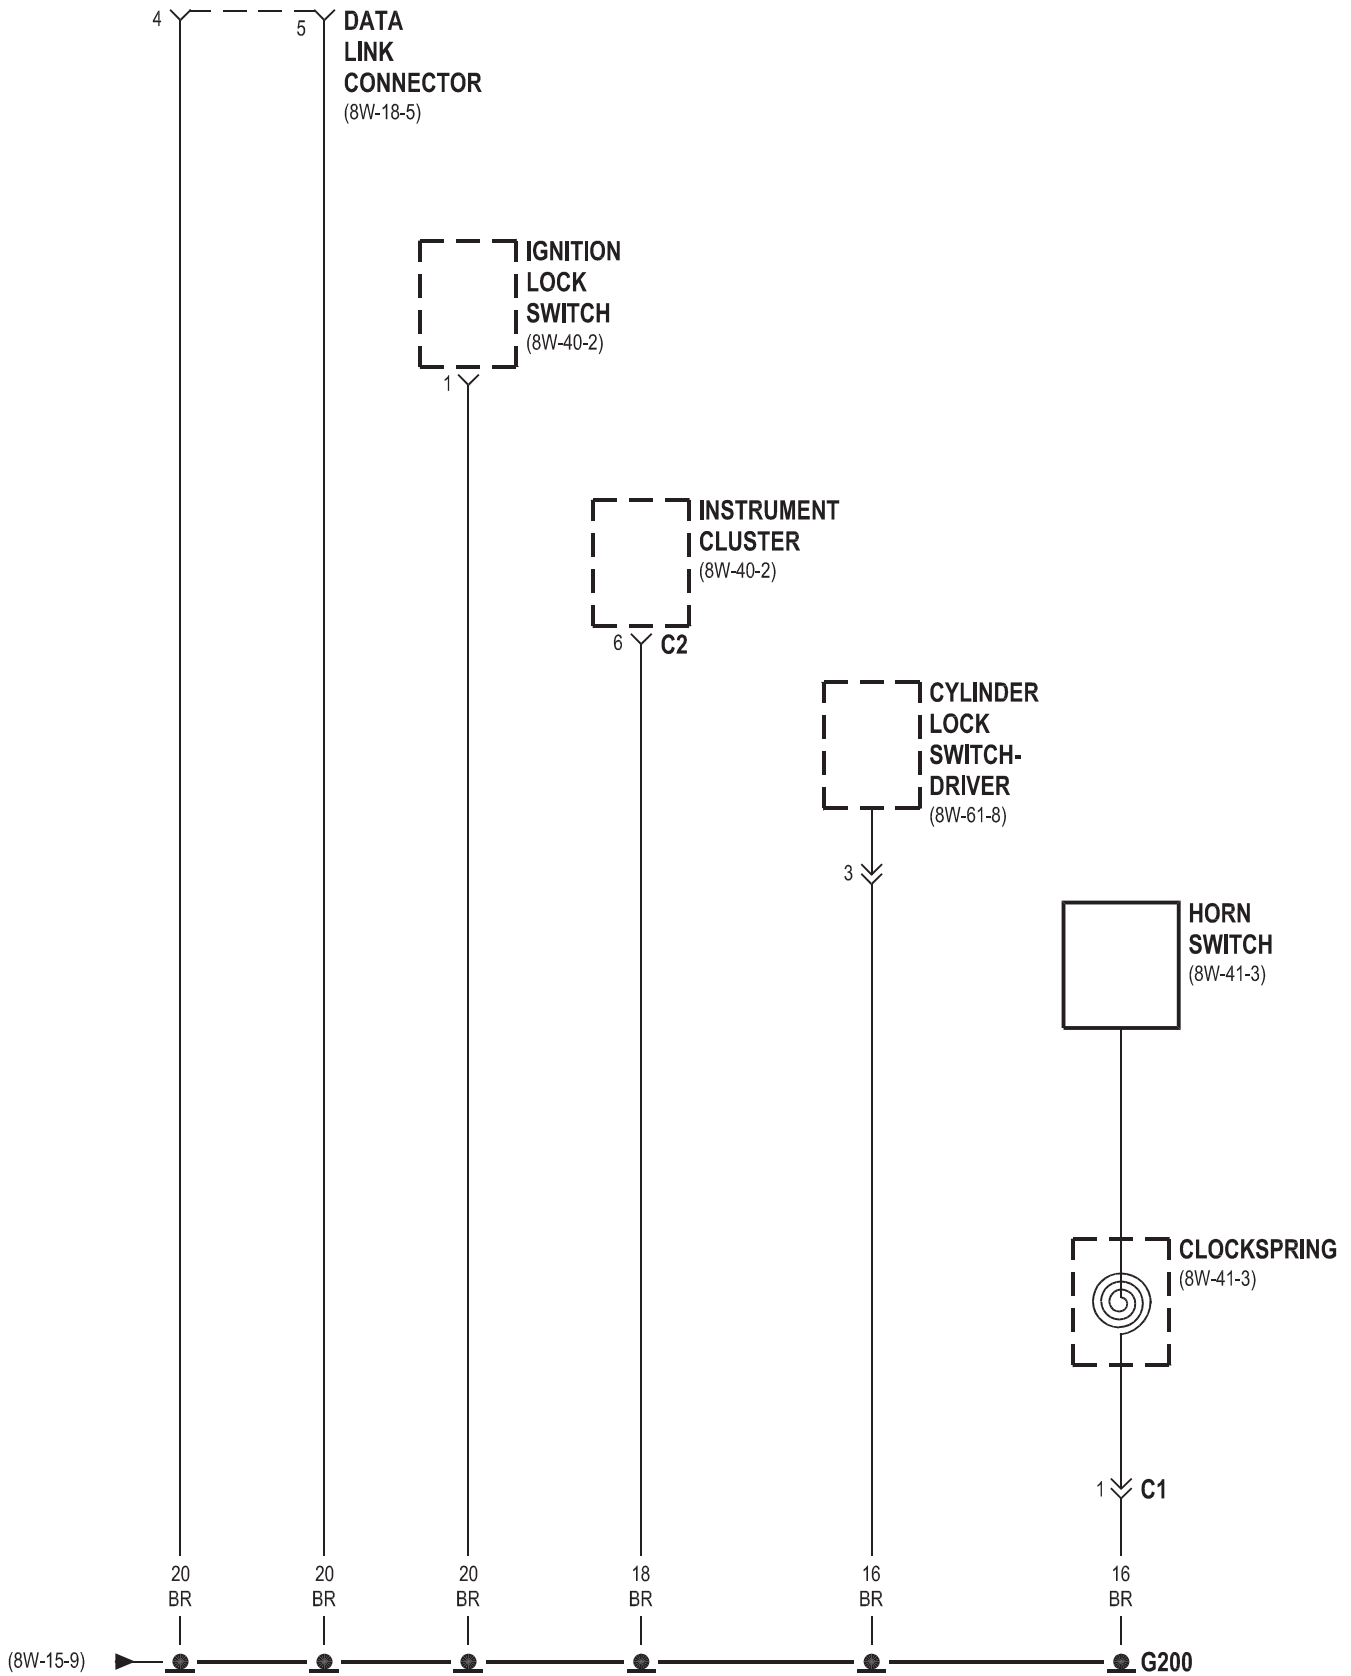 4
5
DATA
LINK
CONNECTOR
(8W-18-5)
IGNITION
LOCK
SWITCH
(8W-40-2)
1
INSTRUMENT
CLUSTER
(8W-40-2)
6
C2
CYLINDER
LOCK
SWITCH-
DRIVER
(8W-61-8)
3
HORN
SWITCH
(8W-41-3)
CLOCKSPRING
(8W-41-3)
1
C1
20 20 20 18 16 16
BR BR BR BR BR BR
(8W-15-9)
G200